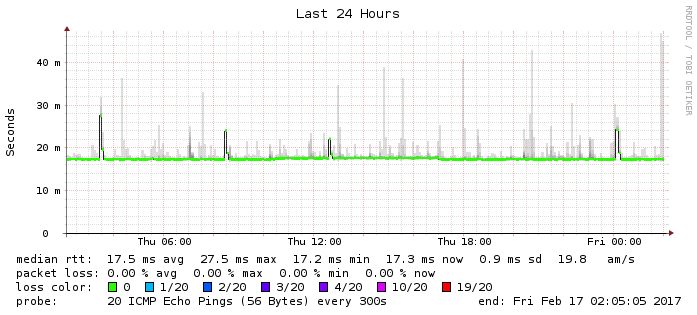 Last 24 Hours
RRDTOOL / TOBI OETIKER
Seconds
40 m
30 m
20 m
10 m
0
Thu 06:00 Thu 12:00 Thu 18:00 Fri 00:00
median rtt: 17.5 ms avg 27.5 ms max 17.2 ms min 17.3 ms now 0.9 ms sd 19.8 am/s
packet loss: 0.00 % avg 0.00 % max 0.00 % min 0.00 % now
loss color: 0 1/20 2/20 3/20 4/20 10/20 19/20
probe: 20 ICMP Echo Pings (56 Bytes) every 300s end: Fri Feb 17 02:05:05 2017